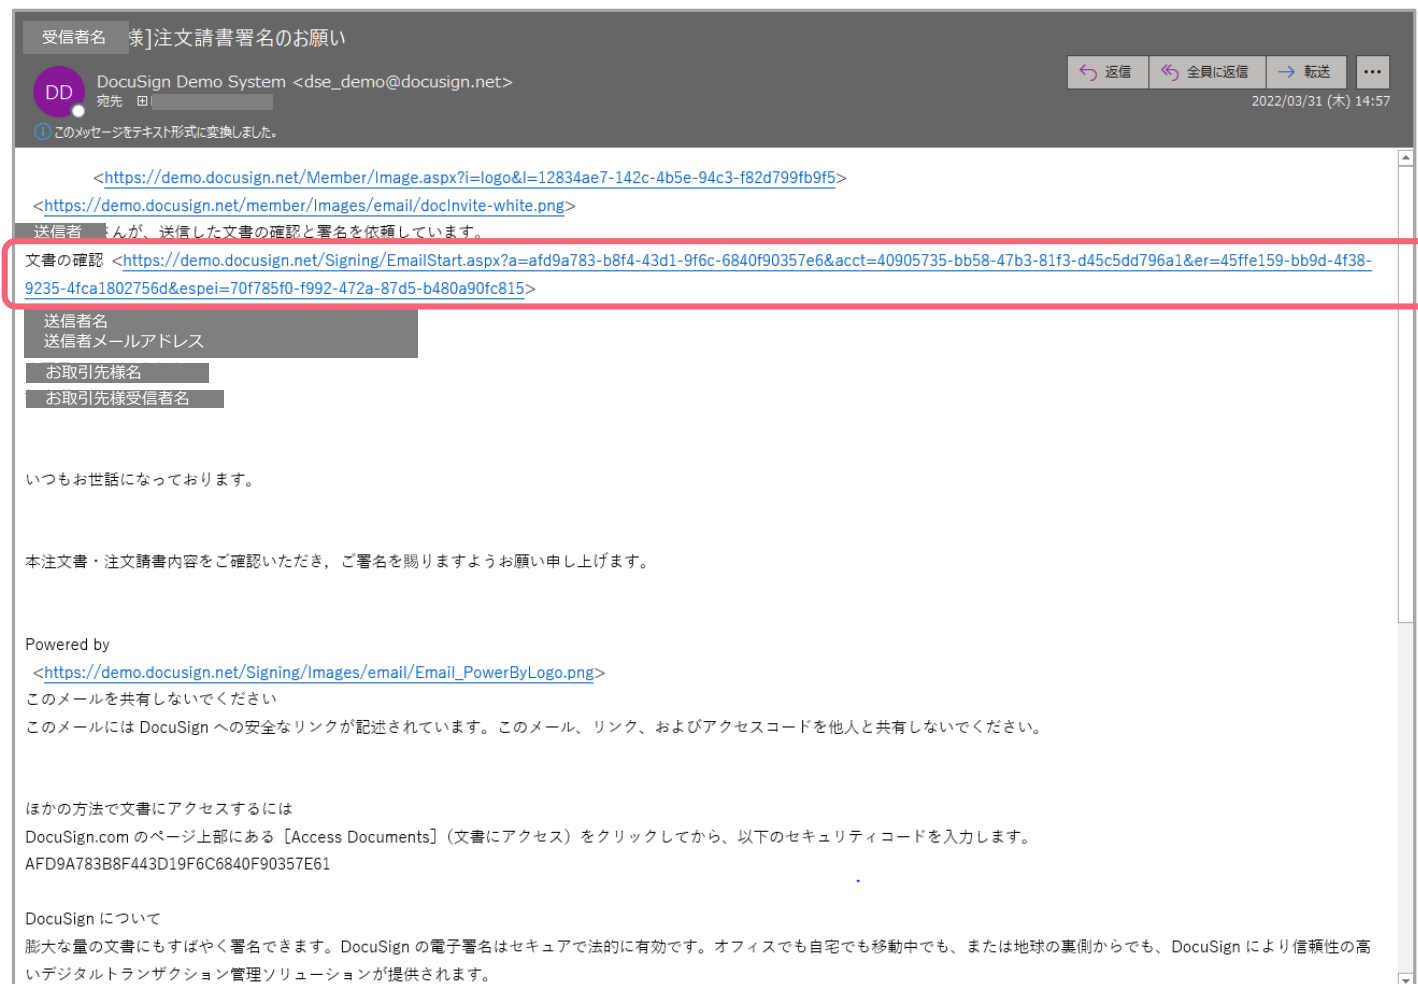 受信者名 様]注文請書署名のお願い
DD
DocuSign Demo System <dse_demo@docusign.net>
宛先
返信 全員に返信 転送 ...
2022/03/31 (木) 14:57
このメッセージをテキスト形式に変換しました。
<https://demo.docusign.net/Member/Image.aspx?i=logo&l=12834ae7-142c-4b5e-94c3-f82d799fb9f5>
<https://demo.docusign.net/member/Images/email/docInvite-white.png>
送信者 さんが、送信した文書の確認と署名を依頼しています。
文書の確認 <https://demo.docusign.net/Signing/EmailStart.aspx?a=afd9a783-b8f4-43d1-9f6c-6840f90357e6&acct=40905735-bb58-47b3-81f3-d45c5dd796a1&er=45ffe159-bb9d-4f38-
9235-4fca1802756d&espei=70f785f0-f992-472a-87d5-b480a90fc815>
送信者名
送信者メールアドレス
お取引先様名
お取引先様受信者名
いつもお世話になっております。
本注文書・注文請書内容をご確認いただき，ご署名を賜りますようお願い申し上げます。
Powered by
<https://demo.docusign.net/Signing/Images/email/Email_PowerByLogo.png>
このメールを共有しないでください
このメールには DocuSign への安全なリンクが記述されています。このメール、リンク、およびアクセスコードを他人と共有しないでください。
ほかの方法で文書にアクセスするには
DocuSign.com のページ上部にある［Access Documents］（文書にアクセス）をクリックしてから、以下のセキュリティコードを入力します。
AFD9A783B8F443D19F6C6840F90357E61
DocuSign について
膨大な量の文書にもすばやく署名できます。DocuSign の電子署名はセキュアで法的に有効です。オフィスでも自宅でも移動中でも、または地球の裏側からでも、DocuSign により信頼性の高
いデジタルトランザクション管理ソリューションが提供されます。